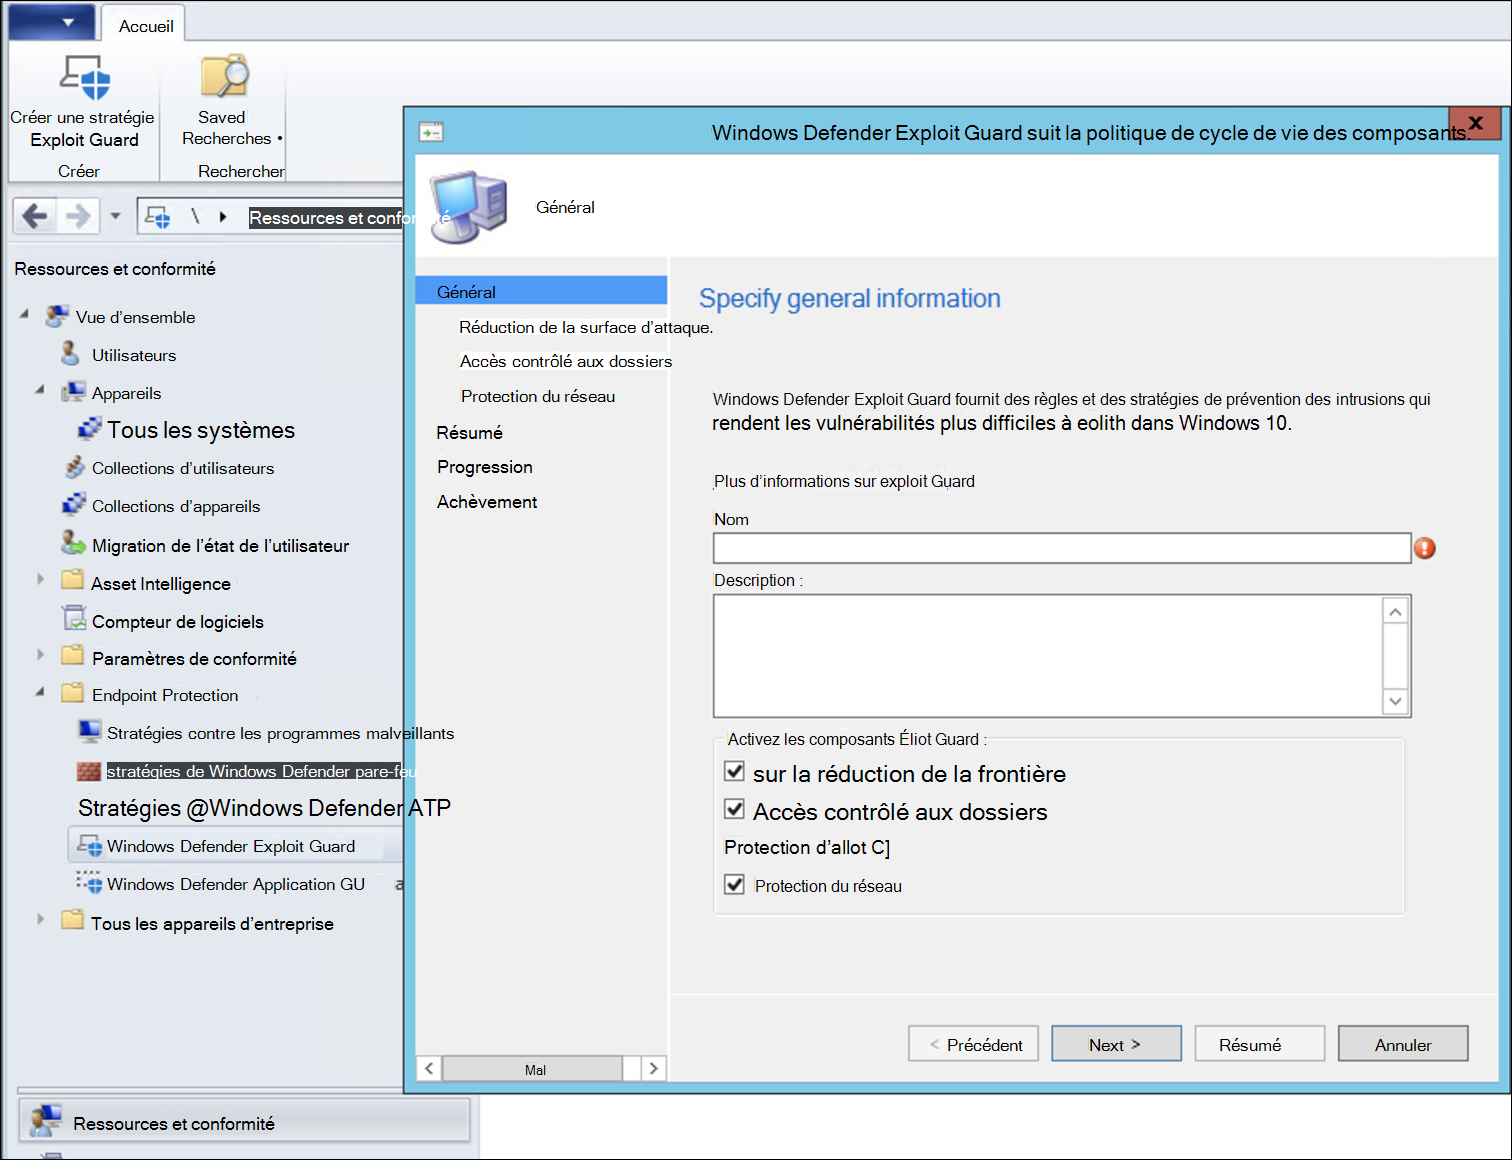 Accueil
Créer une stratégie
Exploit Guard
Créer
Saved
Recherches •
Rechercher
\
Ressources et conformité
Ressources et conformité
Vue d’ensemble
Utilisateurs
Appareils
Tous les systèmes
Collections d’utilisateurs
Collections d’appareils
Migration de l’état de l’utilisateur
Asset Intelligence
Compteur de logiciels
Paramètres de conformité
Endpoint Protection
Stratégies contre les programmes malveillants
stratégies de Windows Defender pare-feu
Stratégies @Windows Defender ATP
Windows Defender Exploit Guard
Windows Defender Application GU a
Tous les appareils d’entreprise
Ressources et conformité
Windows Defender Exploit Guard suit la politique de cycle de vie des composants.
X
Général
Général
Réduction de la surface d’attaque.
Accès contrôlé aux dossiers
Protection du réseau
Résumé
Progression
Achèvement
Mal
Specify general information
Windows Defender Exploit Guard fournit des règles et des stratégies de prévention des intrusions qui
rendent les vulnérabilités plus difficiles à eolith dans Windows 10.
Plus d’informations sur exploit Guard
Nom
Description :
Activez les composants Éliot Guard :
sur la réduction de la frontière
Accès contrôlé aux dossiers
Protection d’allot C]
Protection du réseau
< Précédent
Next >
Résumé
Annuler